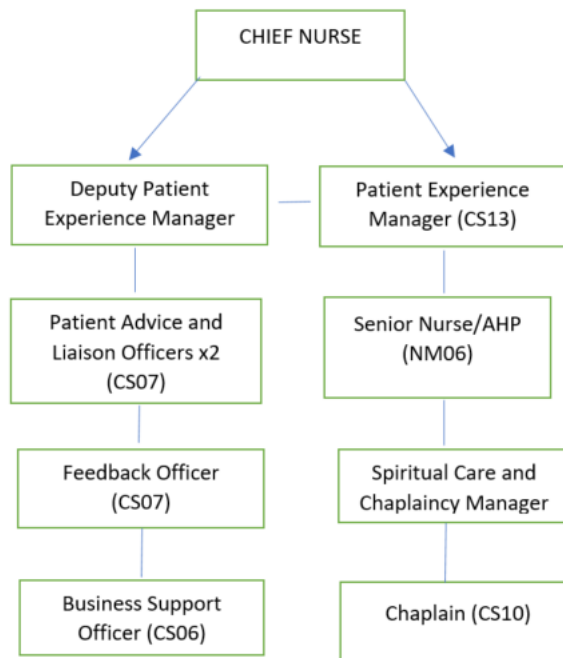 CHIEF NURSE
Deputy Patient
Experience Manager
Patient Experience
Manager (CS13)
Patient Advice and
Liaison Officers x2
(CS07)
Senior Nurse/AHP
(NM06)
Feedback Officer
(CS07)
Spiritual Care and
Chaplaincy Manager
Business Support
Officer (CS06)
Chaplain (CS10)